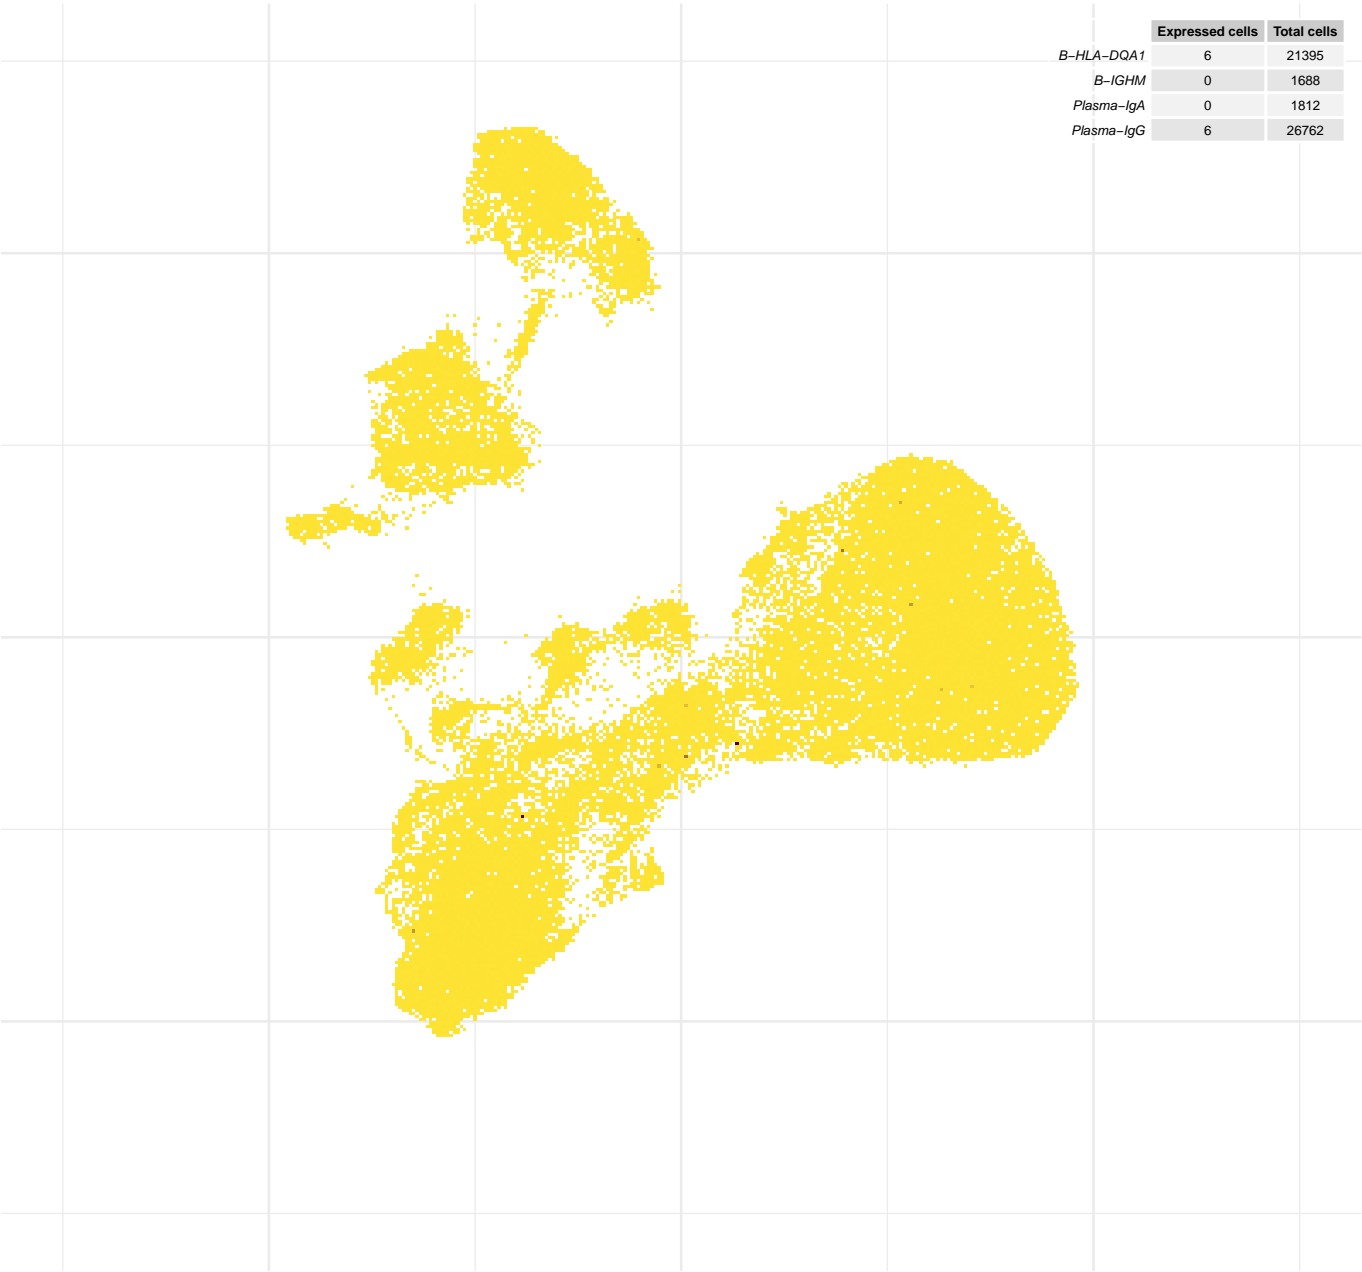 Expressed cells Total cells
B−HLA−DQA1 6 21395
B−IGHM 0 1688
Plasma−IgA 0 1812
Plasma−IgG 6 26762